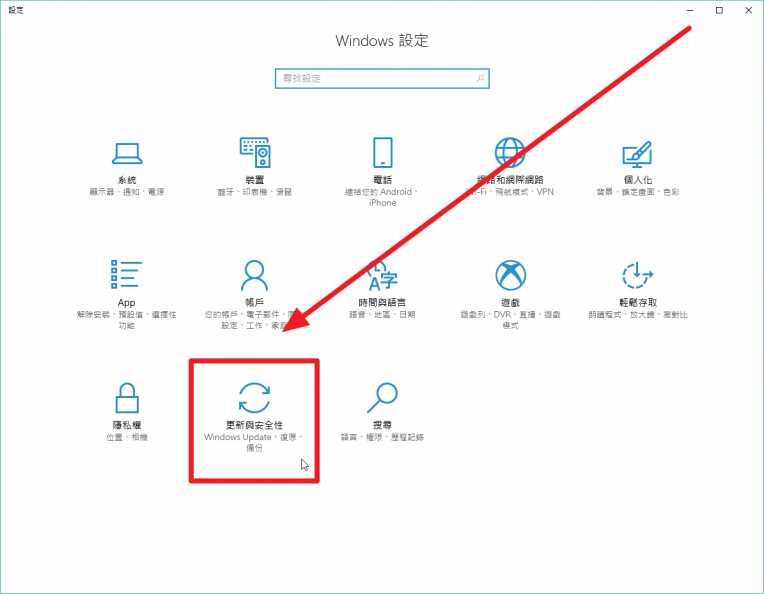 設定
Windows 設定
尋找設定
系統
顯示器、通知、電源
裝置
藍牙、印表機、滑鼠
電話
連結您的 Android、
iPhone
網路和網際網路
Wi-Fi、飛航模式、VPN
個人化
背景、鎖定畫面、色彩
App
解除安裝、預設值、選擇性
功能
帳戶
您的帳戶、電子郵件、同
設定、工作、家
時間與語言
語音、地區、日期
遊戲
遊戲列、DVR、直播、遊戲
模式
輕鬆存取
朗讀程式、放大鏡、高對比
隱私權
位置、相機
更新與安全性
Windows Update、復原、
備份
搜尋
語言、權限、歷程記錄